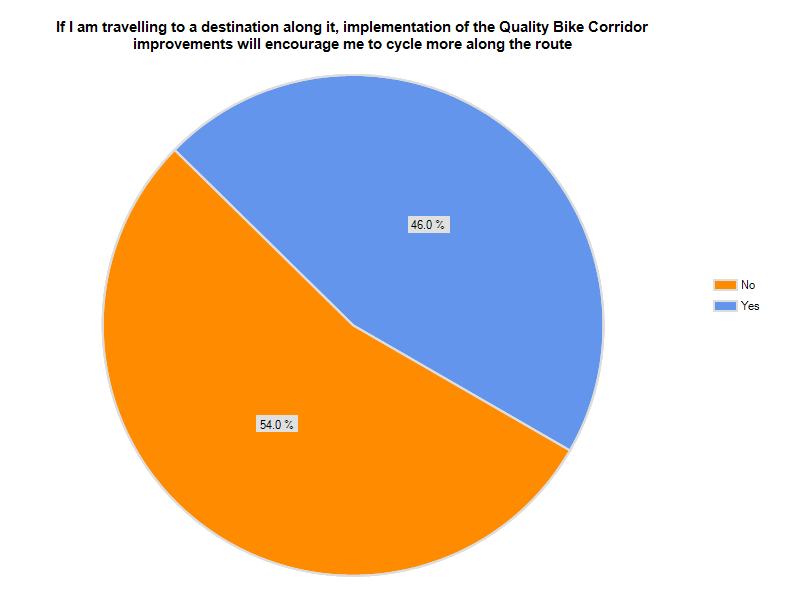 If I am travelling to a destination along it, implementation of the Quality Bike Corridor
improvements will encourage me to cycle more along the route
46.0 %
No
Yes
54.0 %